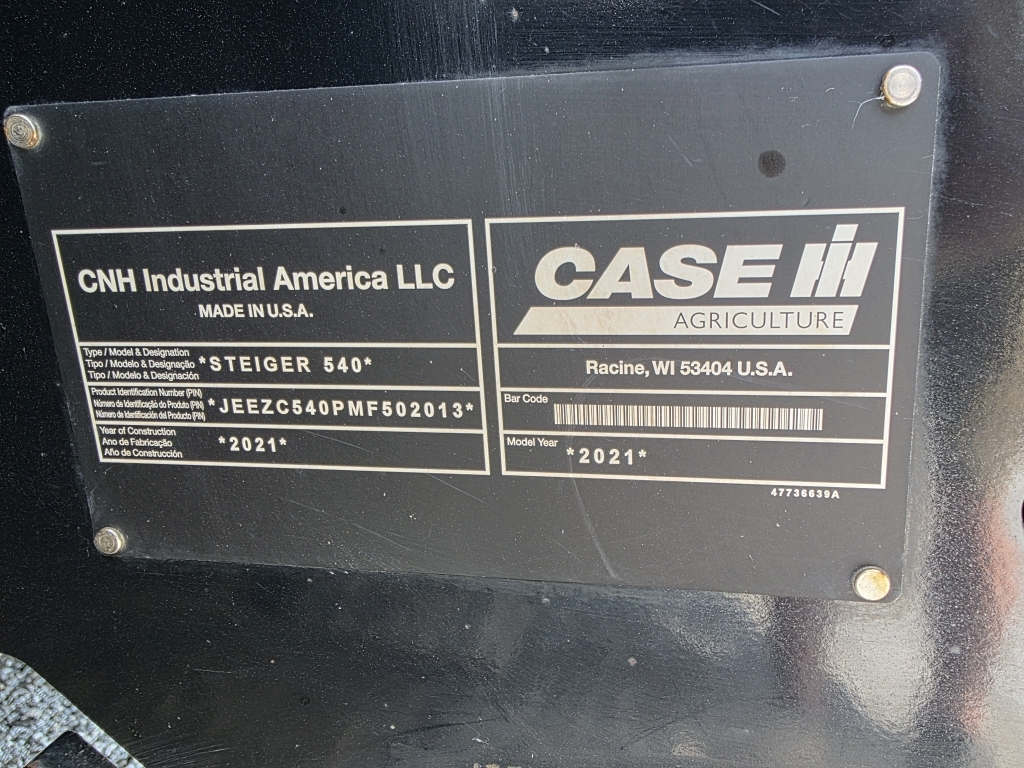 CNH Industrial America LLC
MADE IN U.S.A.
Type / Model & Designation
Tipo / Modelo & Designação
Tipo / Modelo & Designación
*STEIGER 540*
Product Identification Number (PIN)
Número de Identificação do Produto (PIN)
Número de Identificación del Producto (PIN)
*JEEZC540PMF502013*
Year of Construction
Ano de Fabricação
Año de Construcción
*2021*
CASE IH
AGRICULTURE
Racine, WI 53404 U.S.A.
Bar Code
Model Year
*2021*
47736639A